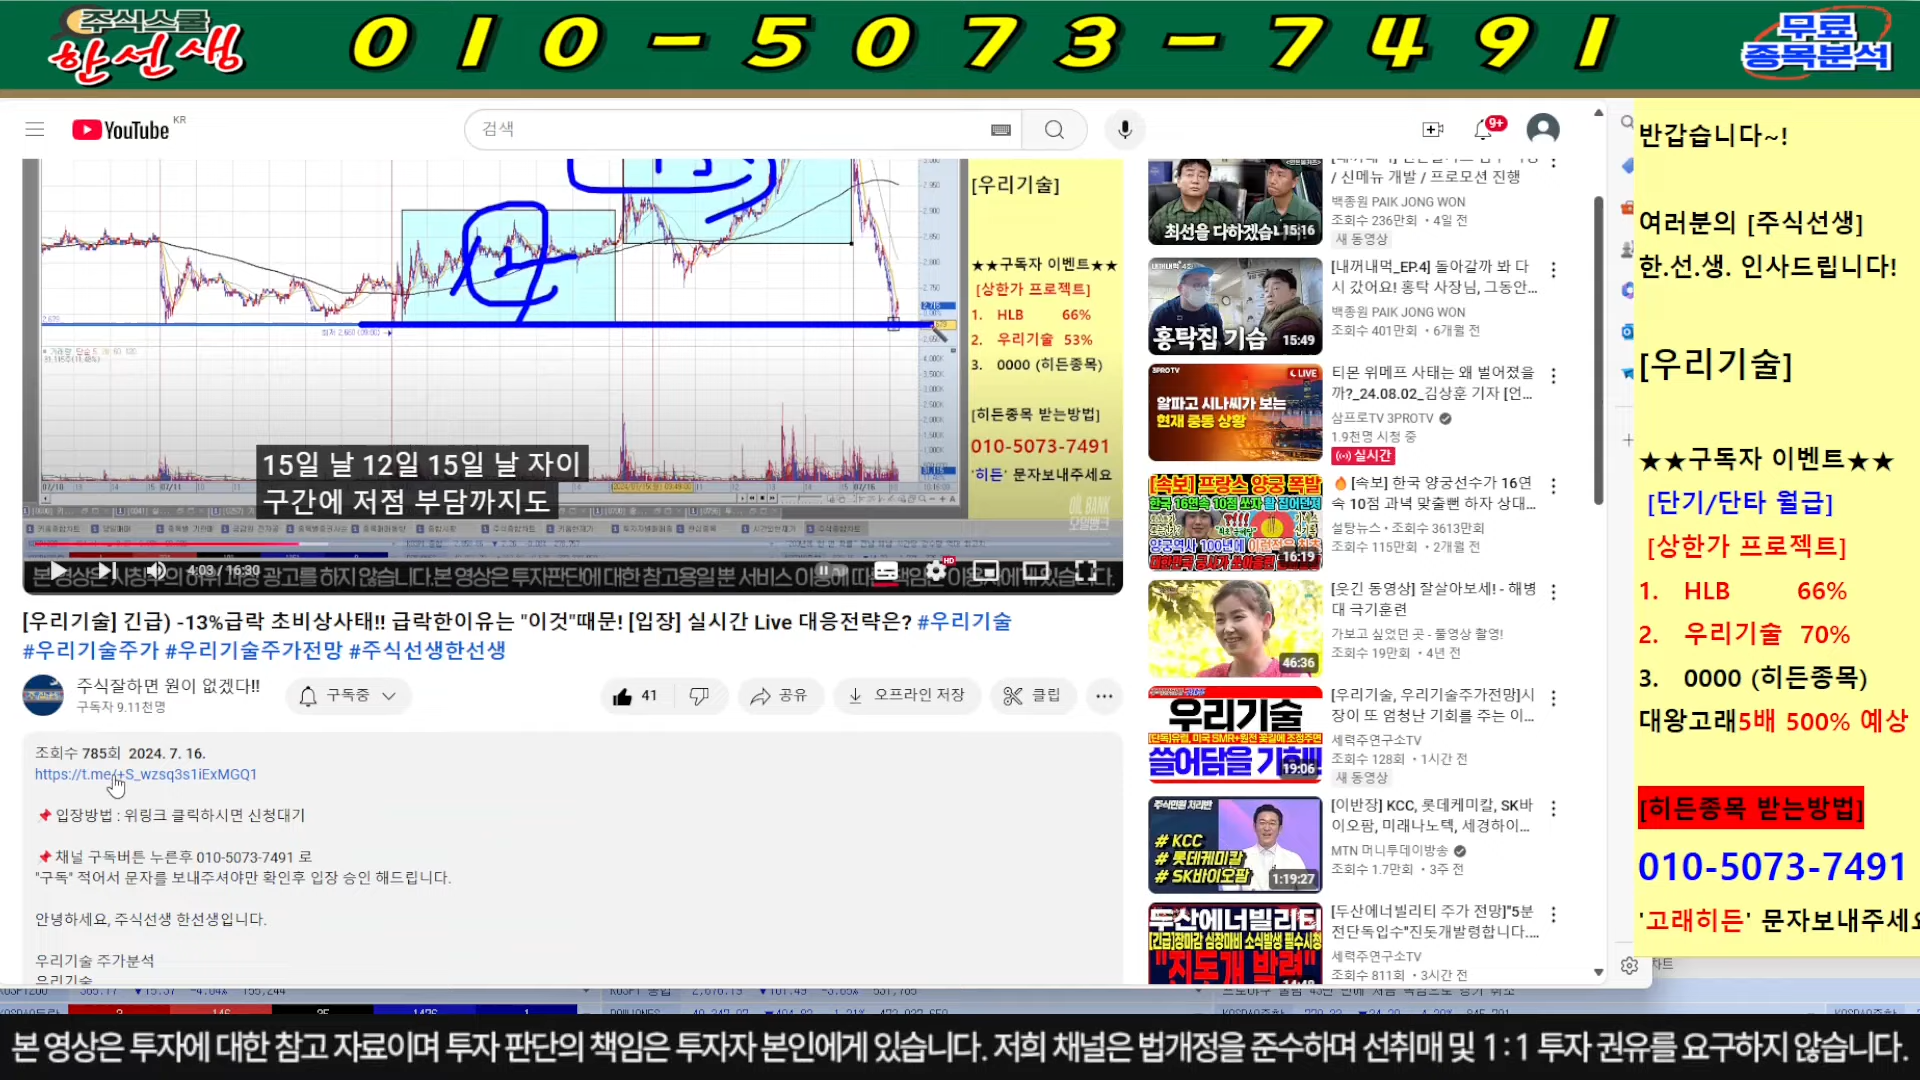 주식스쿨
한선생
010-5073-7491
무료
종목분석
YouTube KR
검색
9+
[우리기술]
★★구독자 이벤트★★
[상한가 프로젝트]
1. HLB 66%
2. 우리기술 53%
3. 0000 (히든종목)
[히든종목 받는방법]
010-5073-7491
'히든' 문자보내주세요
OIL BANK
오일뱅크
15일 날 12일 15일 날 자이
구간에 저점 부담까지도
4:03 / 16:30
[우리기술] 긴급) -13%급락 초비상사태!! 급락한이유는 "이것"때문! [입장] 실시간 Live 대응전략은? #우리기술
#우리기술주가 #우리기술주가전망 #주식선생한선생
주식잘하면 원이 없겠다!!
구독자 9.11천명
구독중
41
공유
오프라인 저장
클립
조회수 785회 2024. 7. 16.
https://t.me/+S_wzsq3s1iExMGQ1
📌 입장방법 : 위링크 클릭하시면 신청대기
📌 채널 구독버튼 누른후 010-5073-7491 로
"구독" 적어서 문자를 보내주셔야만 확인후 입장 승인 해드립니다.
안녕하세요, 주식선생 한선생입니다.
우리기술 주가분석
우리기술
/ 신메뉴 개발 / 프로모션 진행
백종원 PAIK JONG WON
조회수 236만회 • 4일 전
새 동영상
최선을 다하겠습니다
15:16
[내꺼내먹_EP.4] 돌아갈까 봐 다
시 갔어요! 홍탁 사장님, 그동안...
백종원 PAIK JONG WON
조회수 401만회 • 6개월 전
홍탁집 기습
15:49
티몬 위메프 사태는 왜 벌어졌을
까?_24.08.02_김상훈 기자 [언...
삼프로TV 3PROTV
1.9천명 시청 중
실시간
3PROTV
LIVE
알파고 시나씨가 보는
현재 중동 상황
🔥[속보] 한국 양궁선수가 16연
속 10점 과녁 맞출뻔 하자 상대...
설탕뉴스 • 조회수 3613만회
조회수 115만회 • 2개월 전
[속보] 프랑스 양궁 폭발
16:19
[웃긴 동영상] 잘살아보세! - 해병
대 극기훈련
가보고 싶었던 곳 - 풀영상 촬영!
조회수 19만회 • 4년 전
46:36
[우리기술, 우리기술주가전망]시
장이 또 엄청난 기회를 주는 이...
세력주연구소TV
조회수 128회 • 1시간 전
새 동영상
우리기술
쓸어담을 기회!!
19:06
[이반장] KCC, 롯데케미칼, SK바
이오팜, 미래나노텍, 세경하이...
MTN 머니투데이방송
조회수 1.7만회 • 3주 전
주식민원 처리반
# KCC
# 롯데케미칼
# SK바이오팜
1:19:27
[두산에너빌리티 주가 전망]"5분
전단독입수"진돗개발령합니다....
세력주연구소TV
조회수 811회 • 3시간 전
두산에너빌리티
"진돗개 발령"
반갑습니다~!
여러분의 [주식선생]
한.선.생. 인사드립니다!
[우리기술]
★★구독자 이벤트★★
[단기/단타 월급]
[상한가 프로젝트]
1. HLB 66%
2. 우리기술 70%
3. 0000 (히든종목)
대왕고래5배 500% 예상
[히든종목 받는방법]
010-5073-7491
'고래히든' 문자보내주세요
본 영상은 투자에 대한 참고 자료이며 투자 판단의 책임은 투자자 본인에게 있습니다. 저희 채널은 법개정을 준수하며 선취매 및 1:1 투자 권유를 요구하지 않습니다.